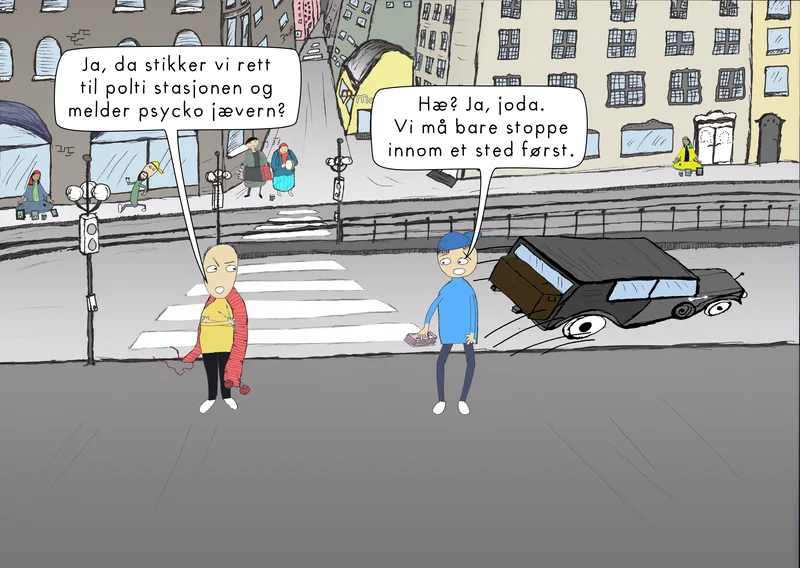 Ja, da stikker vi rett
til polti stasjonen og
melder psycko jævern?
Hæ? Ja, joda.
Vi må bare stoppe
innom et sted først.